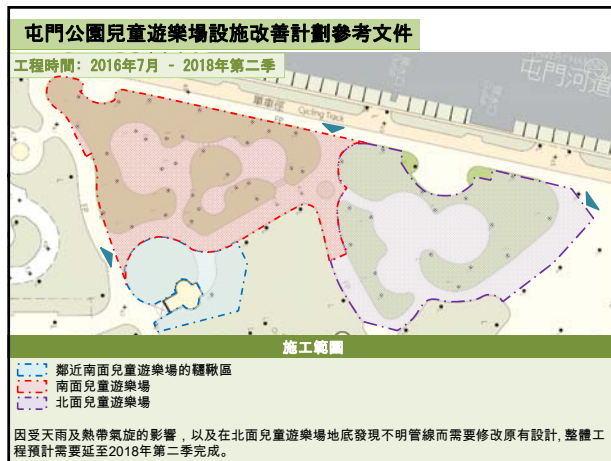 屯門公園兒童遊樂場設施改善計劃參考文件
工程時間: 2016年7月 - 2018年第二季
屯門河道
單車徑
Cycling Track
FP
施工範圍
鄰近南面兒童遊樂場的韆鞦區
南面兒童遊樂場
北面兒童遊樂場
因受天雨及熱帶氣旋的影響，以及在北面兒童遊樂場地底發現不明管線而需要修改原有設計, 整體工
程預計需要延至2018年第二季完成。